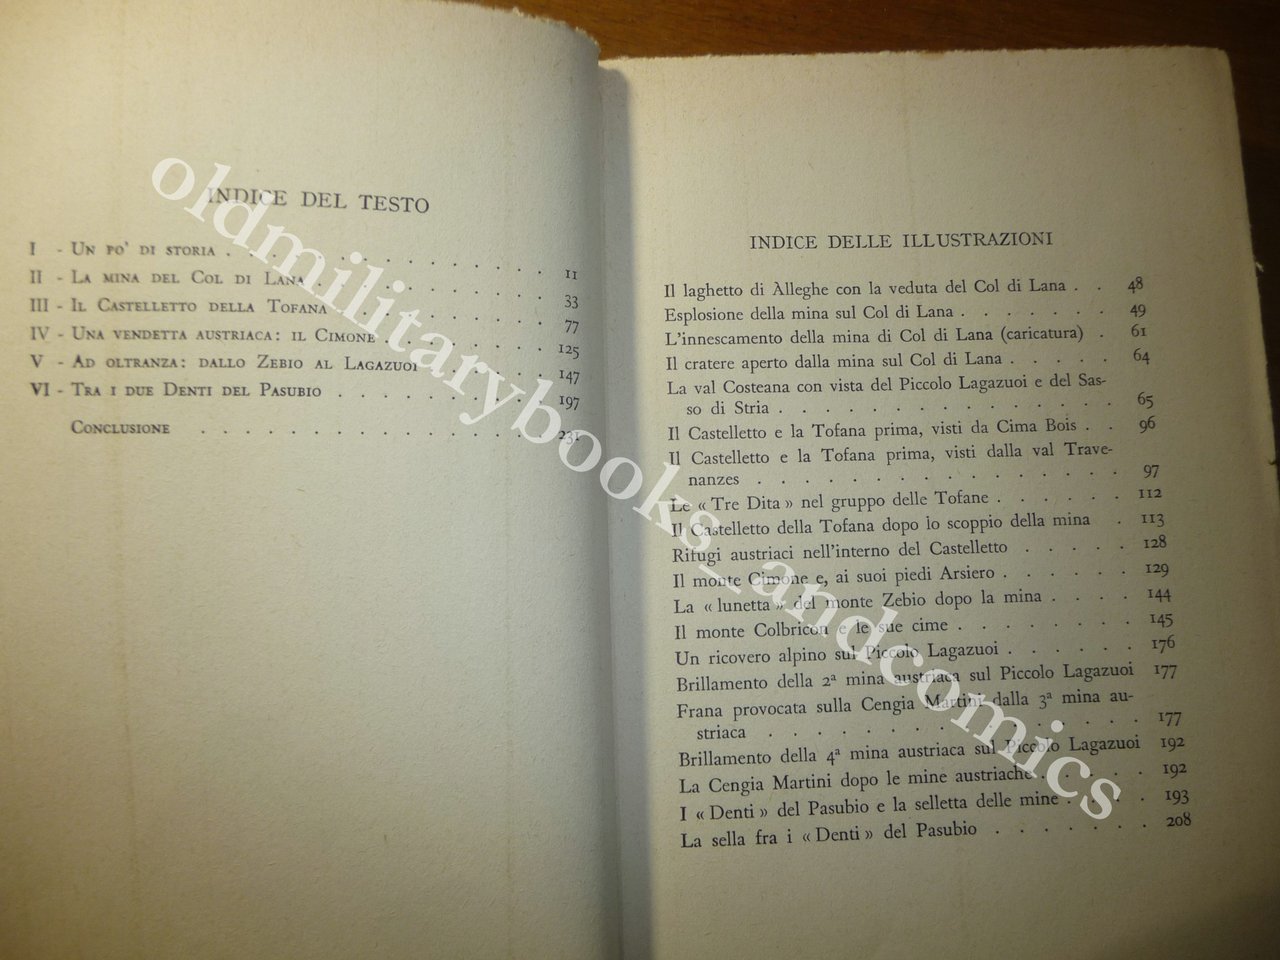 INDICE DEL TESTO
I - Un po' di storia . . . . . . . . . . . . 11
II - La mina del Col di Lana . . . . . . . . . 33
III - Il Castelletto della Tofana . . . . . . . . 77
IV - Una vendetta austriaca: il Cimone . . . . . . 125
V - Ad oltranza: dallo Zebio al Lagazuoi . . . . . 147
VI - Tra i due Denti del Pasubio . . . . . . . . 197
Conclusione . . . . . . . . . . . . . 231
INDICE DELLE ILLUSTRAZIONI
Il laghetto di Àlleghe con la veduta del Col di Lana . . 48
Esplosione della mina sul Col di Lana . . . . . . 49
L'innescamento della mina di Col di Lana (caricatura) . 61
Il cratere aperto dalla mina sul Col di Lana . . . . . 64
La val Costeana con vista del Piccolo Lagazuoi e del Sas-
so di Stria . . . . . . . . . . . . . . . 65
Il Castelletto e la Tofana prima, visti da Cima Bois . . 96
Il Castelletto e la Tofana prima, visti dalla val Trave-
nanzes . . . . . . . . . . . . . . . . 97
Le « Tre Dita » nel gruppo delle Tofane . . . . . . 112
Il Castelletto della Tofana dopo lo scoppio della mina . 113
Rifugi austriaci nell'interno del Castelletto . . . . . 128
Il monte Cimone e, ai suoi piedi Arsiero . . . . . . 129
La « lunetta » del monte Zebio dopo la mina . . . . 144
Il monte Colbricon e le sue cime . . . . . . . . 145
Un ricovero alpino sul Piccolo Lagazuoi . . . . . . 176
Brillamento della 2ª mina austriaca sul Piccolo Lagazuoi 177
Frana provocata sulla Cengia Martini dalla 3ª mina au-
striaca . . . . . . . . . . . . . . . . 177
Brillamento della 4ª mina austriaca sul Piccolo Lagazuoi 192
La Cengia Martini dopo le mine austriache . . . . . 192
I « Denti » del Pasubio e la selletta delle mine . . . . 193
La sella fra i « Denti » del Pasubio . . . . . . . 208
oldmilitarybooks_andcomics